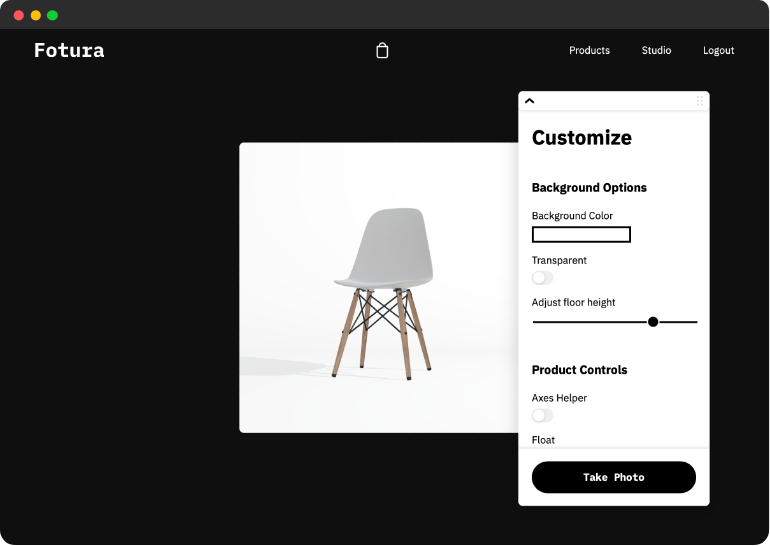 Fotura
Products
Studio
Logout
Customize
Background Options
Background Color
Transparent
Adjust floor height
Product Controls
Axes Helper
Float
Take Photo